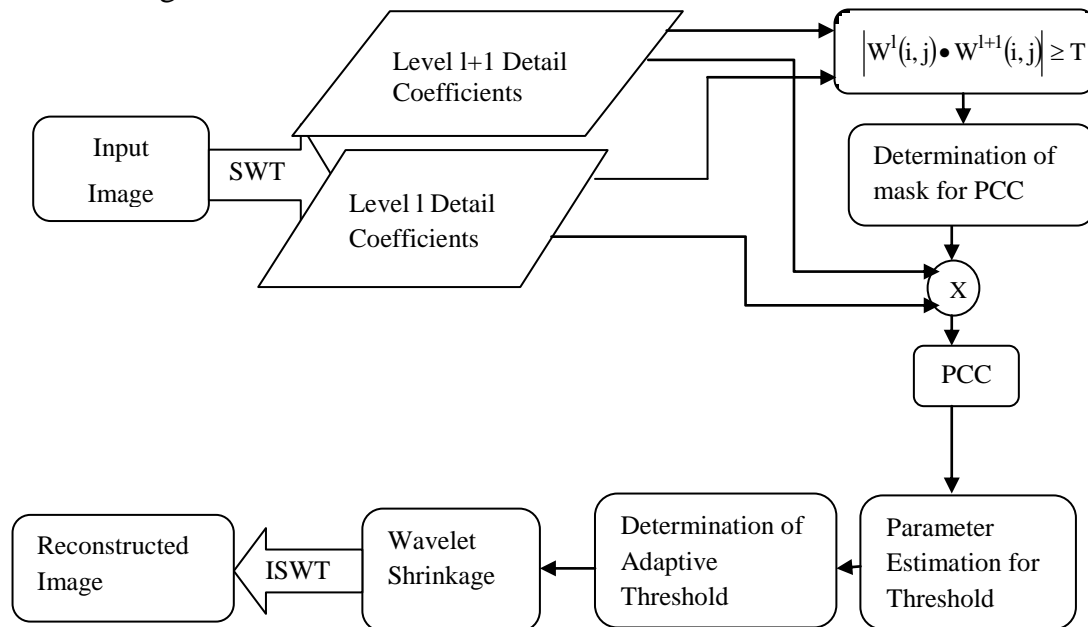 Level l+1 Detail
Coefficients
|W^l(i, j) • W^{l+1}(i, j)| ≥ T
Input
Image
SWT
Level l Detail
Coefficients
Determination of
mask for PCC
X
PCC
Reconstructed
Image
ISWT
Wavelet
Shrinkage
Determination of
Adaptive
Threshold
Parameter
Estimation for
Threshold